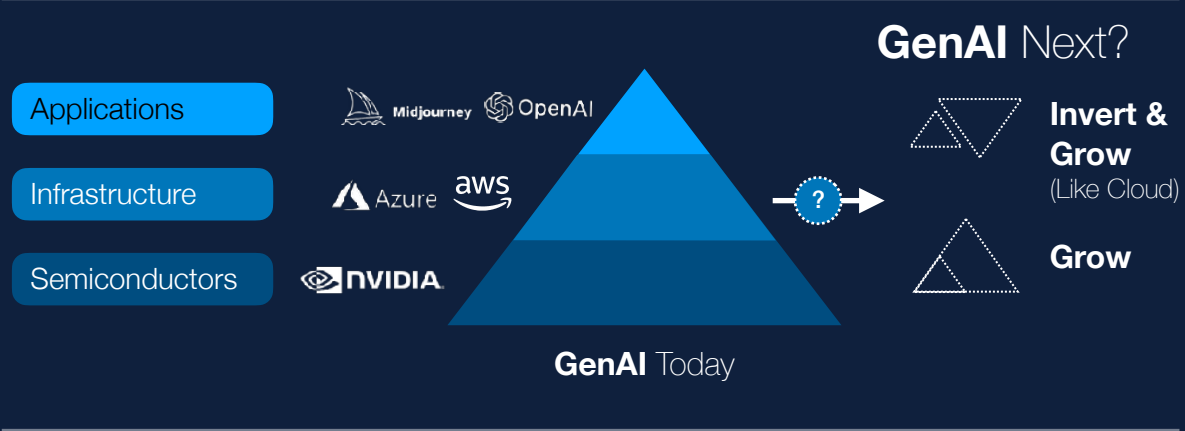 GenAI Next?
Applications
Midjourney
OpenAI
Invert &
Grow
(Like Cloud)
Infrastructure
Azure
aws
?
Semiconductors
NVIDIA.
Grow
GenAI Today